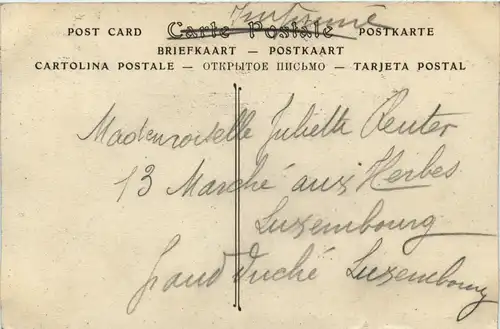 Imprimé
POST CARD Carte Postale POSTKARTE
BRIEFKAART — POSTKAART
CARTOLINA POSTALE — ОТКРЫТОЕ ПИСЬМО — TARJETA POSTAL
Mademoiselle Juliette Reuter
13 Marché aux Herbes
Luxembourg
Grand Duché Luxembourg